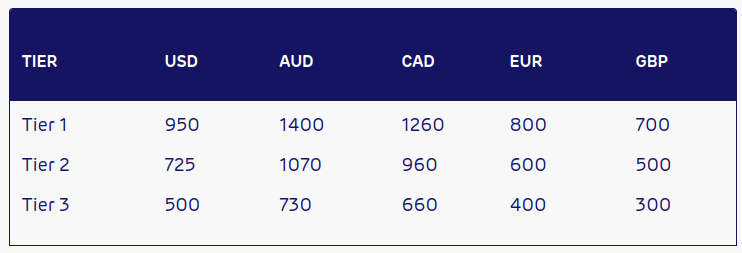 TIER USD AUD CAD EUR GBP
Tier 1 950 1400 1260 800 700
Tier 2 725 1070 960 600 500
Tier 3 500 730 660 400 300